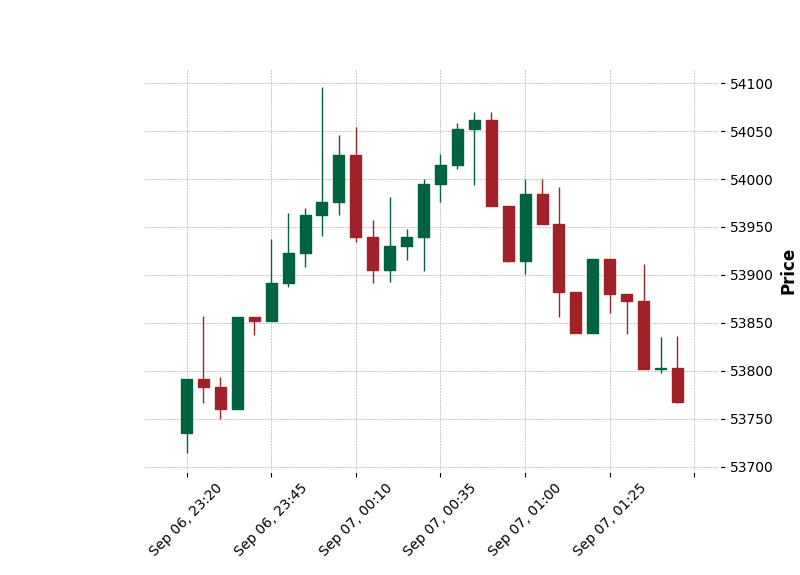 54100
54050
54000
53950
53900
53850
53800
53750
53700
Price
Sep 06, 23:20
Sep 06, 23:45
Sep 07, 00:10
Sep 07, 00:35
Sep 07, 01:00
Sep 07, 01:25